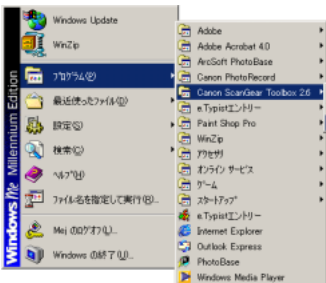 Windows Me Millennium Edition
Windows Update
WinZip
プログラム(P)
最近使ったファイル(D)
設定(S)
検索(C)
ヘルプ(H)
ファイル名を指定して実行(R)...
Mej のログオフ(L)...
Windows の終了(U)...
Adobe
Adobe Acrobat 4.0
ArcSoft PhotoBase
Canon PhotoRecord
Canon ScanGear Toolbox 2.6
e.Typistエントリー
Paint Shop Pro
WinZip
アクセサリ
オンライン サービス
ゲーム
スタートアップ
e.Typistエントリー
Internet Explorer
Outlook Express
PhotoBase
Windows Media Player